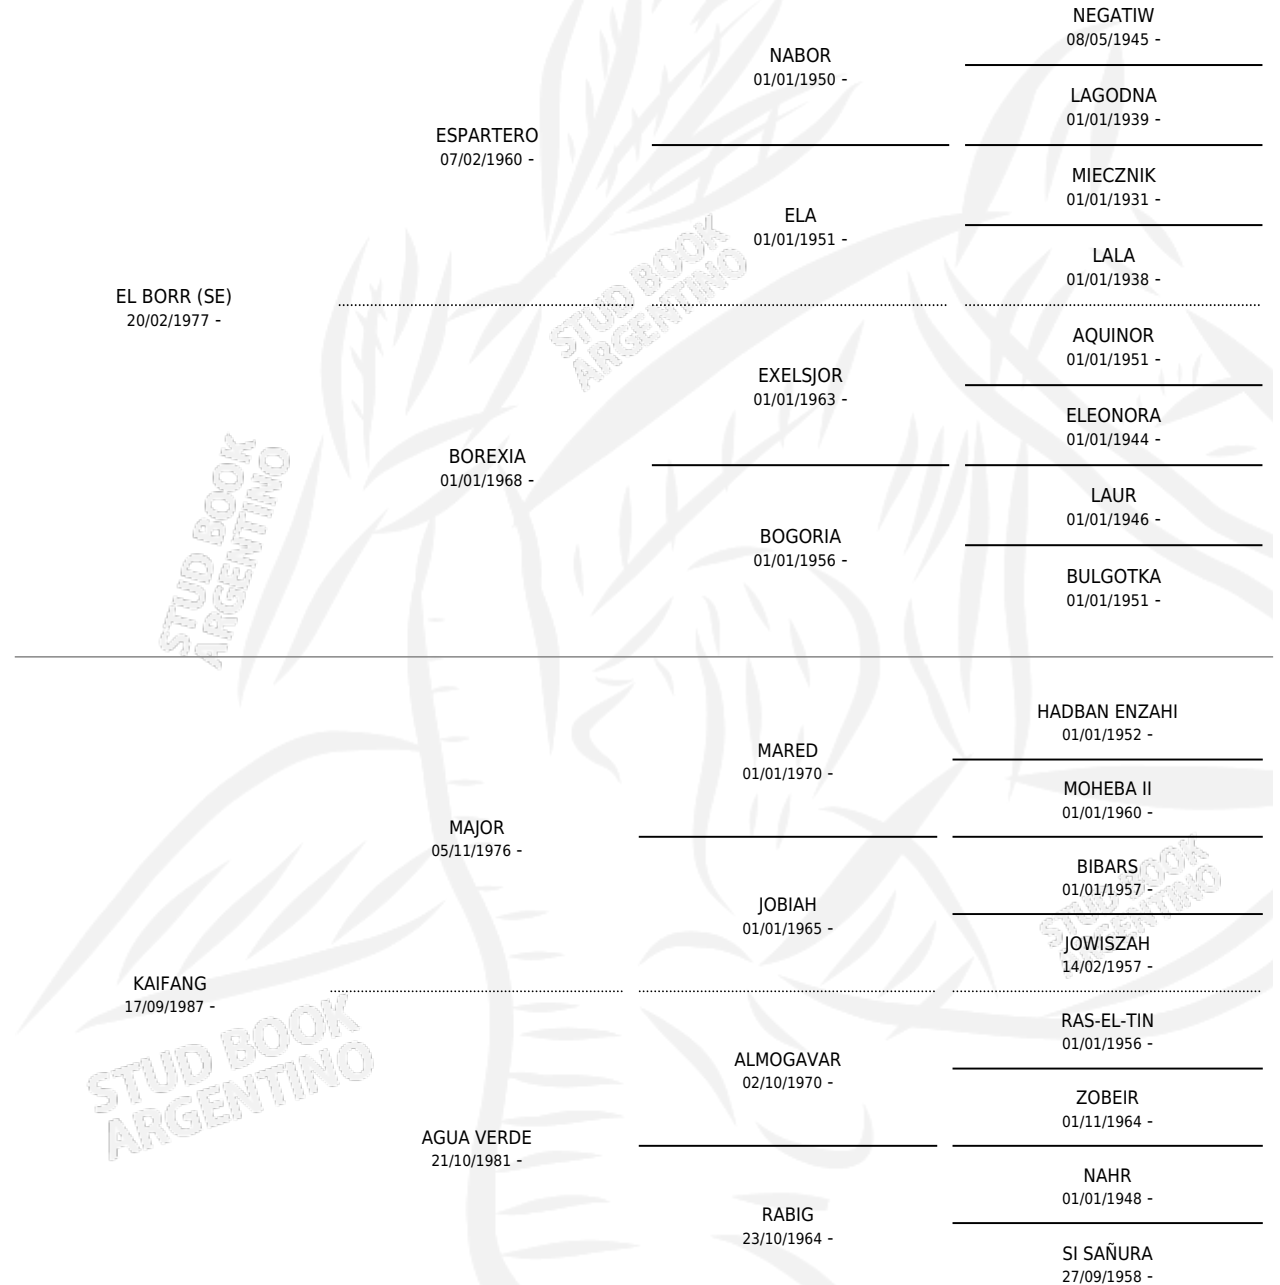 NEGATIW
08/05/1945 -
NABOR
01/01/1950 -
LAGODNA
01/01/1939 -
ESPARTERO
07/02/1960 -
MIECZNIK
01/01/1931 -
ELA
01/01/1951 -
LALA
01/01/1938 -
EL BORR (SE)
20/02/1977 -
STUD BOOK
ARGENTINO
AQUINOR
01/01/1951 -
EXELSJOR
01/01/1963 -
ELEONORA
01/01/1944 -
BOREXIA
01/01/1968 -
LAUR
01/01/1946 -
BOGORIA
01/01/1956 -
BULGOTKA
01/01/1951 -
STUD BOOK
ARGENTINO
HADBAN ENZAHI
01/01/1952 -
MARED
01/01/1970 -
MOHEBA II
01/01/1960 -
MAJOR
05/11/1976 -
BIBARS
01/01/1957 -
JOBIAH
01/01/1965 -
JOWISZAH
14/02/1957 -
STUD BOOK
ARGENTINO
KAIFANG
17/09/1987 -
RAS-EL-TIN
01/01/1956 -
ALMOGAVAR
02/10/1970 -
ZOBEIR
01/11/1964 -
STUD BOOK
ARGENTINO
AGUA VERDE
21/10/1981 -
NAHR
01/01/1948 -
RABIG
23/10/1964 -
SI SAÑURA
27/09/1958 -